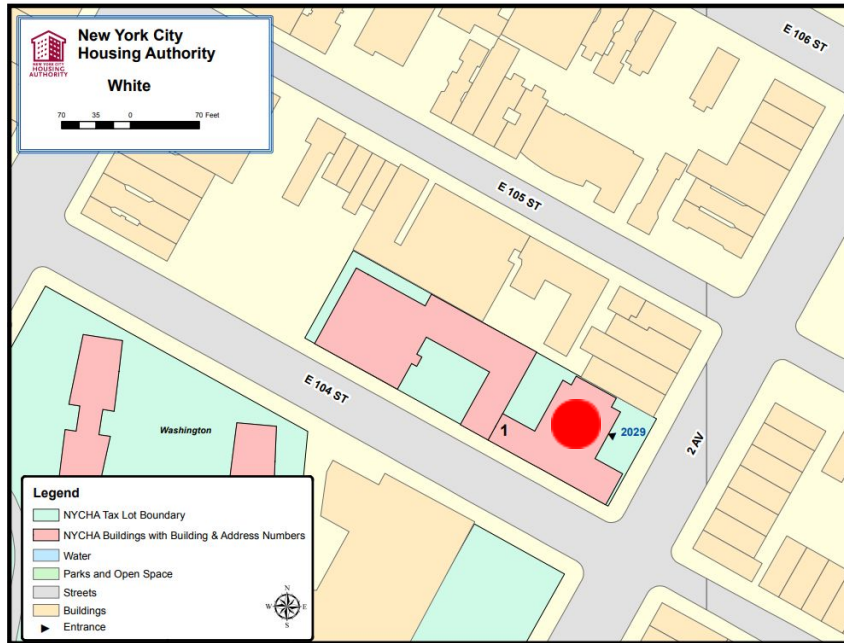 New York City
Housing Authority
White
NEW YORK CITY
HOUSING
AUTHORITY
70 35 0 70 Feet
E 106 ST
E 105 ST
E 104 ST
2 AV
1
2029
Washington
Legend
NYCHA Tax Lot Boundary
NYCHA Buildings with Building & Address Numbers
Water
Parks and Open Space
Streets
Buildings
Entrance
N
W E
S